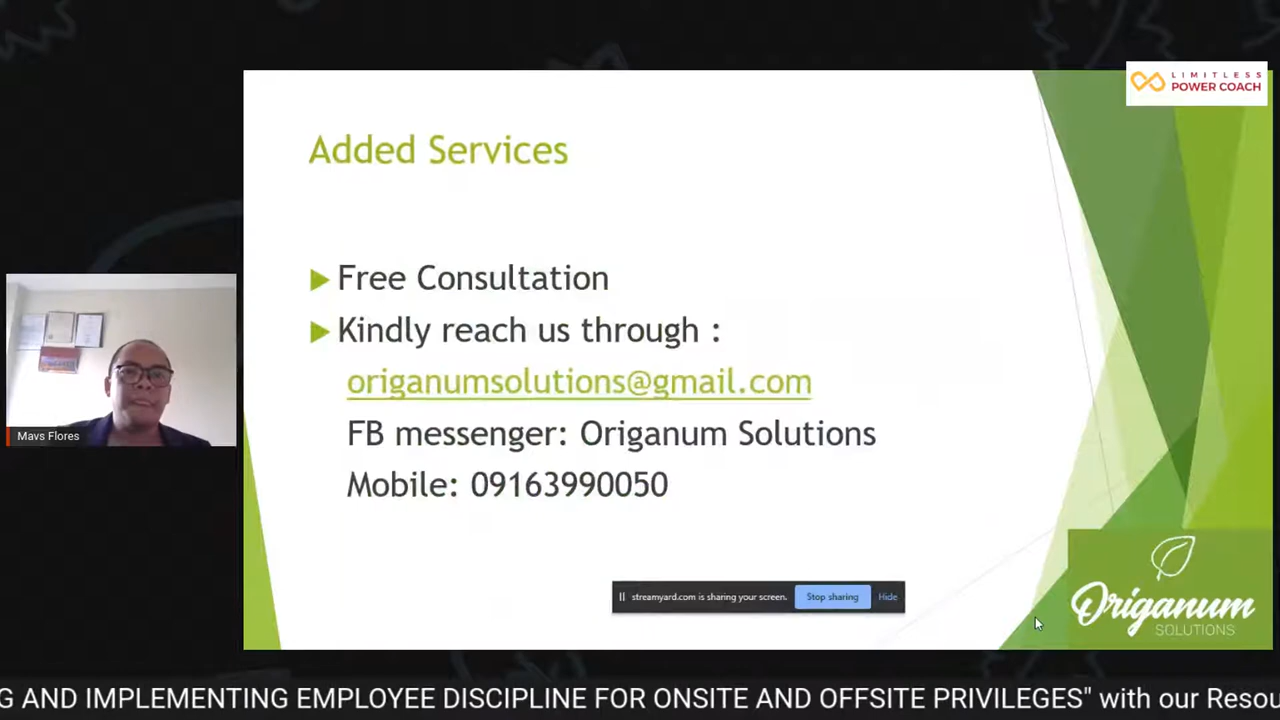 LIMITLESS
POWER COACH
Added Services
Free Consultation
Kindly reach us through :
origanumsolutions@gmail.com
FB messenger: Origanum Solutions
Mobile: 09163990050
Mavs Flores
streamyard.com is sharing your screen.
Stop sharing
Hide
Origanum
SOLUTIONS
G AND IMPLEMENTING EMPLOYEE DISCIPLINE FOR ONSITE AND OFFSITE PRIVILEGES" with our Resou